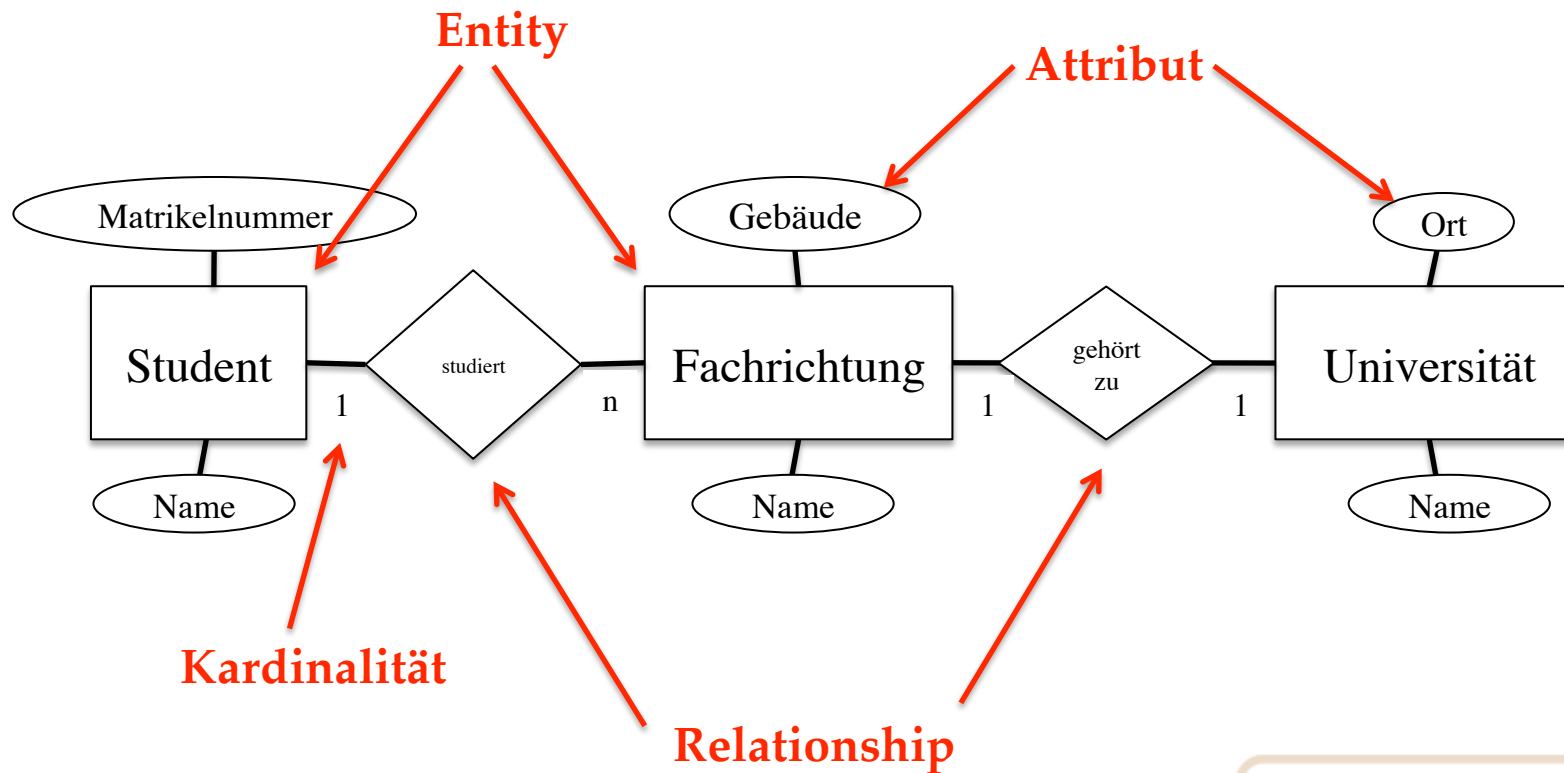 Entity
Attribut
Matrikelnummer
Gebäude
Ort
Student
studiert
Fachrichtung
gehört
zu
Universität
1
n
1
1
Name
Name
Name
Kardinalität
Relationship